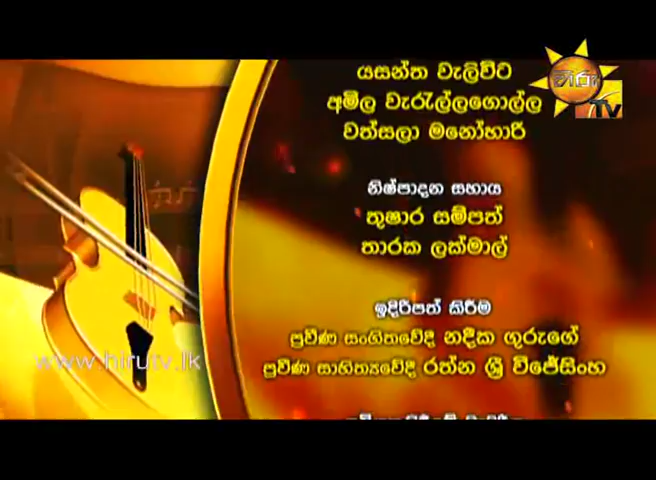 හිරු
TV
යසන්ත වැලිවිට
අමිල වැරැල්ලගොල්ල
වත්සලා මනෝහාරි
නිෂ්පාදන සහාය
තුෂාර සම්පත්
තාරක ලක්මාල්
ඉදිරිපත් කිරීම
ප්‍රවීණ සංගීතවේදී නදීක ගුරුගේ
ප්‍රවීණ සාහිත්‍යවේදී රත්න ශ්‍රී විජේසිංහ
www.hirutv.lk